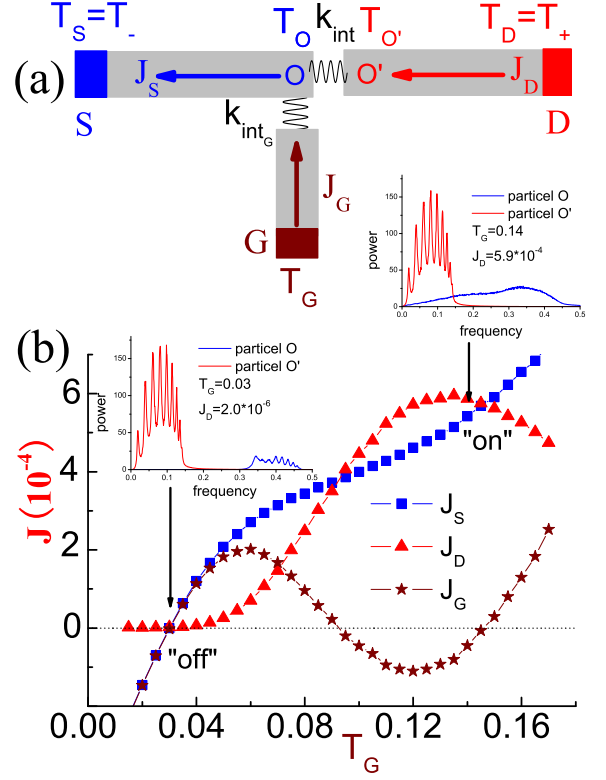 T_S=T_-
T_O
k_int
T_O'
T_D=T_+
(a)
J_S
O
O'
J_D
S
D
k_int_G
J_G
G
T_G
particel O
particel O'
T_G=0.14
J_D=5.9*10^-4
power
150
100
50
0
0.0
0.1
0.2
0.3
0.4
0.5
frequency
(b)
particel O
particel O'
T_G=0.03
J_D=2.0*10^-6
power
150
100
50
0
0.0
0.1
0.2
0.3
0.4
0.5
frequency
"on"
"off"
J_S
J_D
J_G
J(10^-4)
6
4
2
0
0.00
0.04
0.08
0.12
0.16
T_G